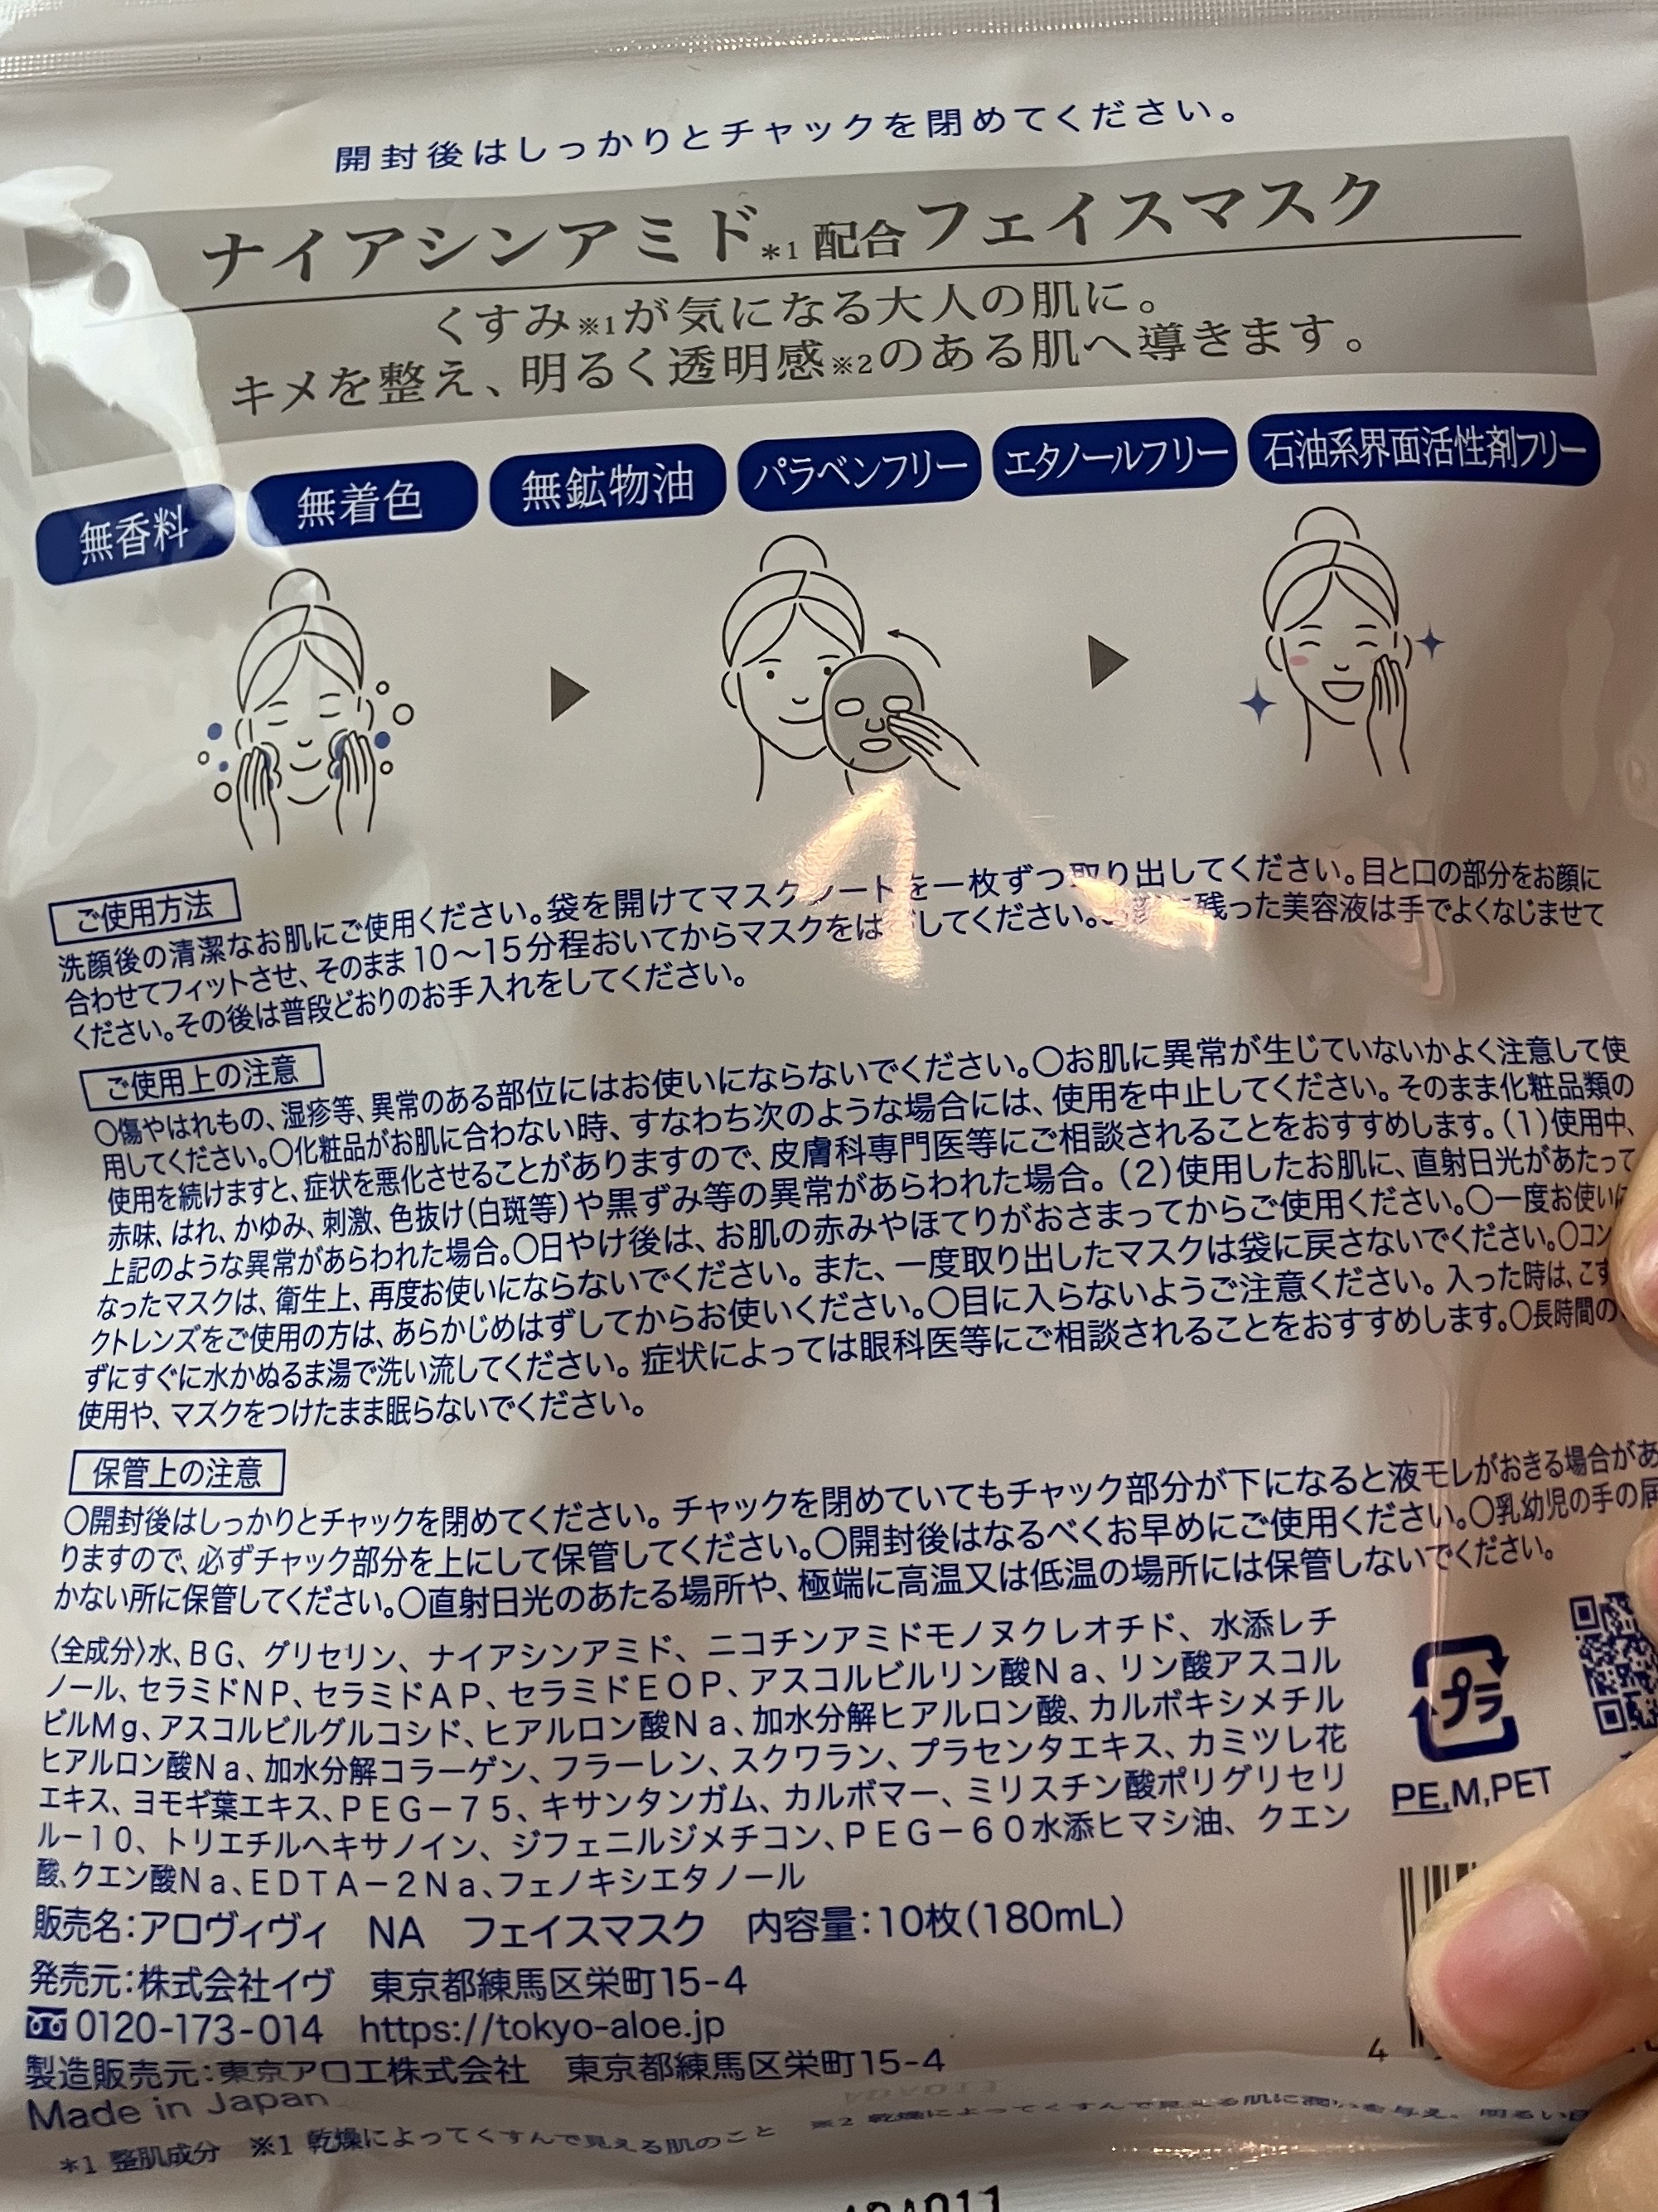 開封後はしっかりとチャックを閉めてください。
ナイアシンアミド*1 配合フェイスマスク
くすみ※1が気になる大人の肌に。
キメを整え、明るく透明感※2のある肌へ導きます。
無香料 無着色 無鉱物油 パラベンフリー エタノールフリー 石油系界面活性剤フリー
ご使用方法
洗顔後の清潔なお肌にご使用ください。袋を開けてマスクシートを一枚ずつ取り出してください。目と口の部分をお顔に
合わせてフィットさせ、そのまま10〜15分程おいてからマスクをはずしてください。残った美容液は手でよくなじませて
ください。その後は普段どおりのお手入れをしてください。
ご使用上の注意
〇傷やはれもの、湿疹等、異常のある部位にはお使いにならないでください。〇お肌に異常が生じていないかよく注意して使
用してください。〇化粧品がお肌に合わない時、すなわち次のような場合には、使用を中止してください。そのまま化粧品類の
使用を続けますと、症状を悪化させることがありますので、皮膚科専門医等にご相談されることをおすすめします。(1)使用中、
赤味、はれ、かゆみ、刺激、色抜け(白斑等)や黒ずみ等の異常があらわれた場合。(2)使用したお肌に、直射日光があたって
上記のような異常があらわれた場合。〇日やけ後は、お肌の赤みやほてりがおさまってからご使用ください。〇一度お使いに
なったマスクは、衛生上、再度お使いにならないでください。また、一度取り出したマスクは袋に戻さないでください。〇コン
クトレンズをご使用の方は、あらかじめはずしてからお使いください。〇目に入らないようご注意ください。入った時は、こす
ずにすぐに水かぬるま湯で洗い流してください。症状によっては眼科医等にご相談されることをおすすめします。〇長時間の
使用や、マスクをつけたまま眠らないでください。
保管上の注意
〇開封後はしっかりとチャックを閉めてください。チャックを閉めていてもチャック部分が下になると液モレがおきる場合があ
りますので、必ずチャック部分を上にして保管してください。〇開封後はなるべくお早めにご使用ください。〇乳幼児の手の届
かない所に保管してください。〇直射日光のあたる場所や、極端に高温又は低温の場所には保管しないでください。
〈全成分〉水、BG、グリセリン、ナイアシンアミド、ニコチンアミドモノヌクレオチド、水添レチ
ノール、セラミドNP、セラミドAP、セラミドEOP、アスコルビルリン酸Na、リン酸アスコル
ビルMg、アスコルビルグルコシド、ヒアルロン酸Na、加水分解ヒアルロン酸、カルボキシメチル
ヒアルロン酸Na、加水分解コラーゲン、フラーレン、スクワラン、プラセンタエキス、カミツレ花
エキス、ヨモギ葉エキス、PEG-75、キサンタンガム、カルボマー、ミリスチン酸ポリグリセリ
ル-10、トリエチルヘキサノイン、ジフェニルジメチコン、PEG-60水添ヒマシ油、クエン
酸、クエン酸Na、EDTA-2Na、フェノキシエタノール
プラ
PE,M,PET
販売名:アロヴィヴィ NA フェイスマスク 内容量:10枚(180mL)
発売元:株式会社イヴ 東京都練馬区栄町15-4
0120-173-014 https://tokyo-aloe.jp
製造販売元:東京アロエ株式会社 東京都練馬区栄町15-4
Made in Japan
4
*1 整肌成分 ※1 乾燥によってくすんで見える肌のこと ※2 乾燥によってくすんで見える肌に潤いを与え、明るい